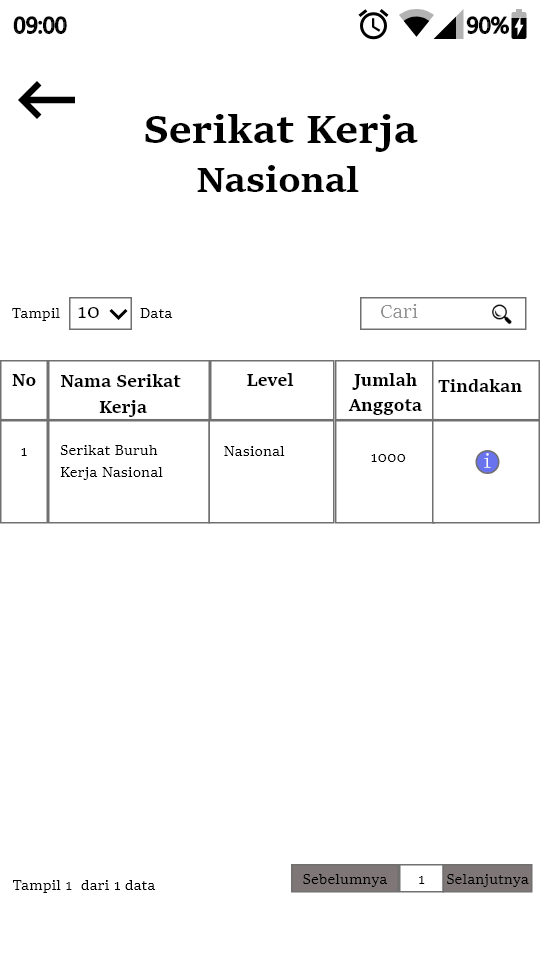 09:00 90%
Serikat Kerja
Nasional
Tampil 10 Data Cari
No Nama Serikat Kerja Level Jumlah Anggota Tindakan
1 Serikat Buruh Kerja Nasional Nasional 1000 i
Tampil 1 dari 1 data Sebelumnya 1 Selanjutnya